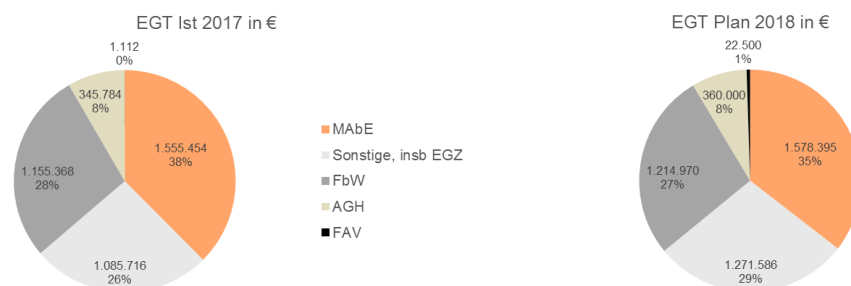 EGT Ist 2017 in €
1.112
0%
345.784
8%
1.555.454
38%
1.155.368
28%
1.085.716
26%
MAbE
Sonstige, insb EGZ
FbW
AGH
FAV
EGT Plan 2018 in €
22.500
1%
360.000
8%
1.578.395
35%
1.214.970
27%
1.271.586
29%